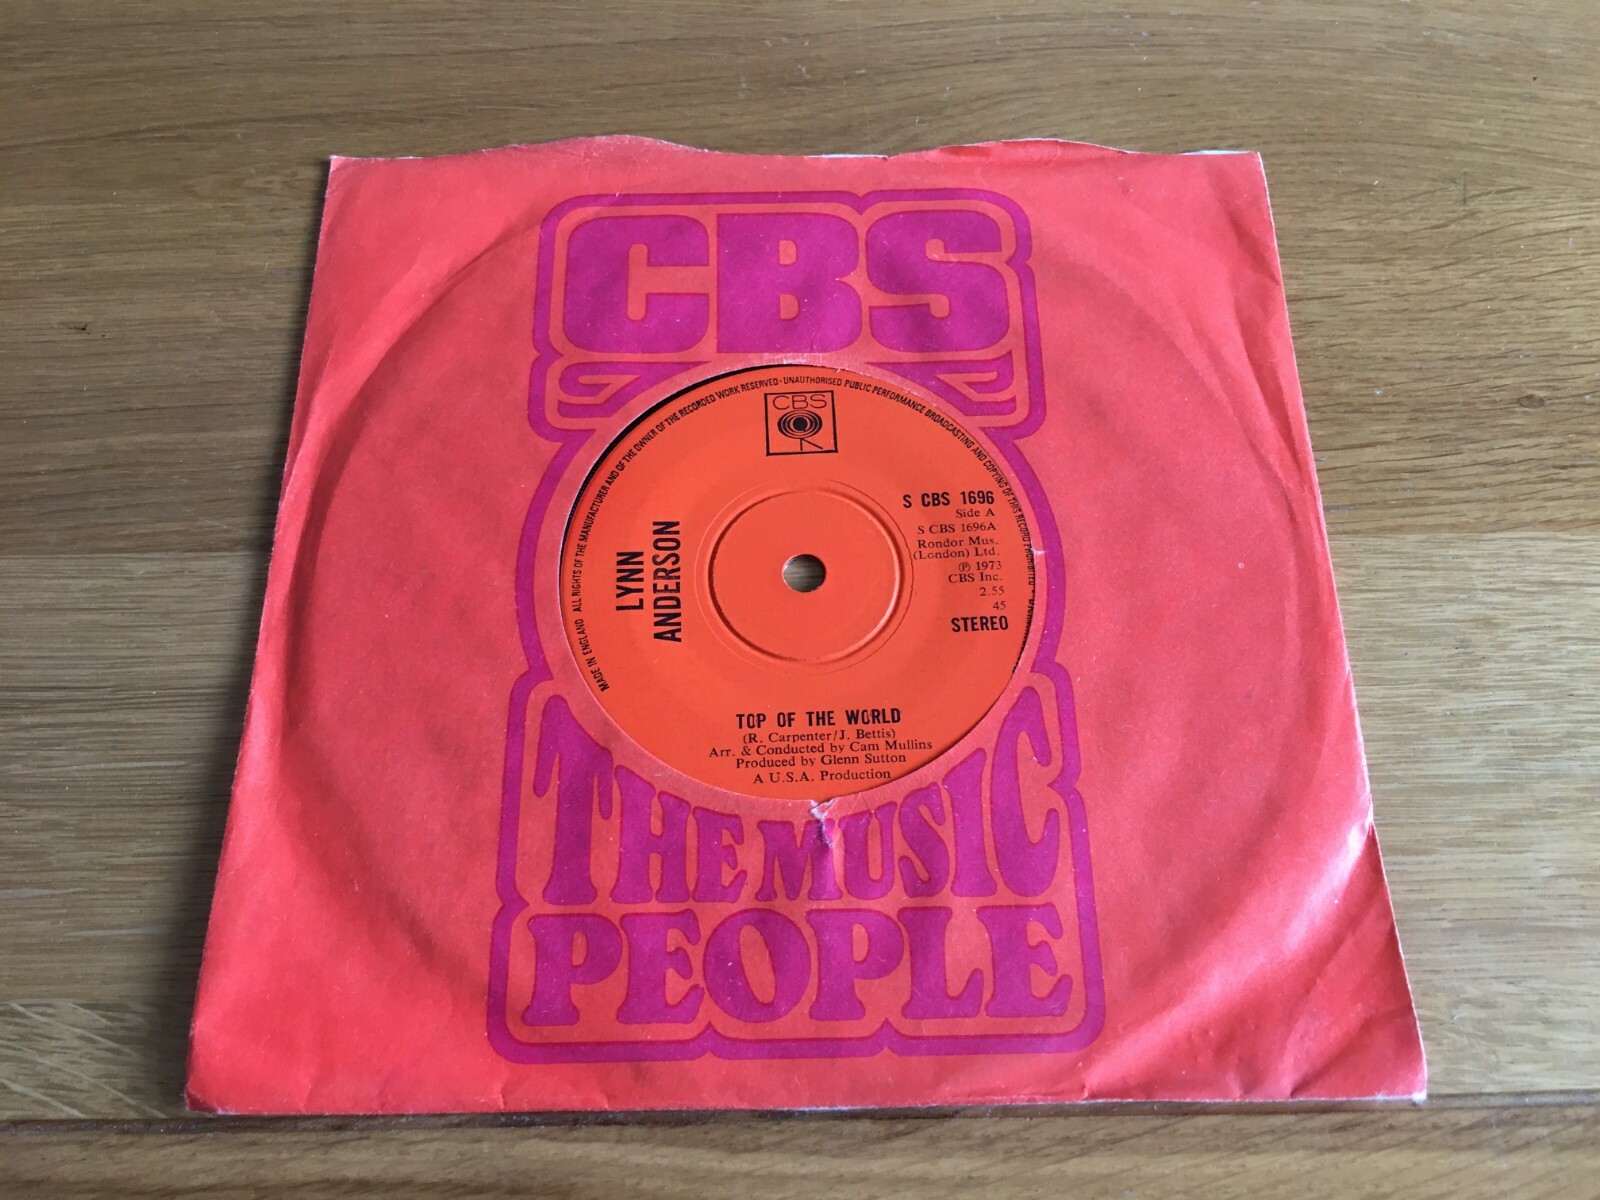 CBS
MADE IN ENGLAND ALL RIGHTS OF THE MANUFACTURER AND OF THE OWNER OF THE RECORDED WORK RESERVED · UNAUTHORISED PUBLIC PERFORMANCE BROADCASTING AND COPYING OF THIS RECORD PROHIBITED ·
CBS
LYNN
ANDERSON
S CBS 1696
Side A
S CBS 1696A
Rondor Mus.
(London) Ltd.
℗ 1973
CBS Inc.
2.55
45
STEREO
TOP OF THE WORLD
(R. Carpenter/J. Bettis)
Arr. & Conducted by Cam Mullins
Produced by Glenn Sutton
A U.S.A. Production
THE MUSIC
PEOPLE